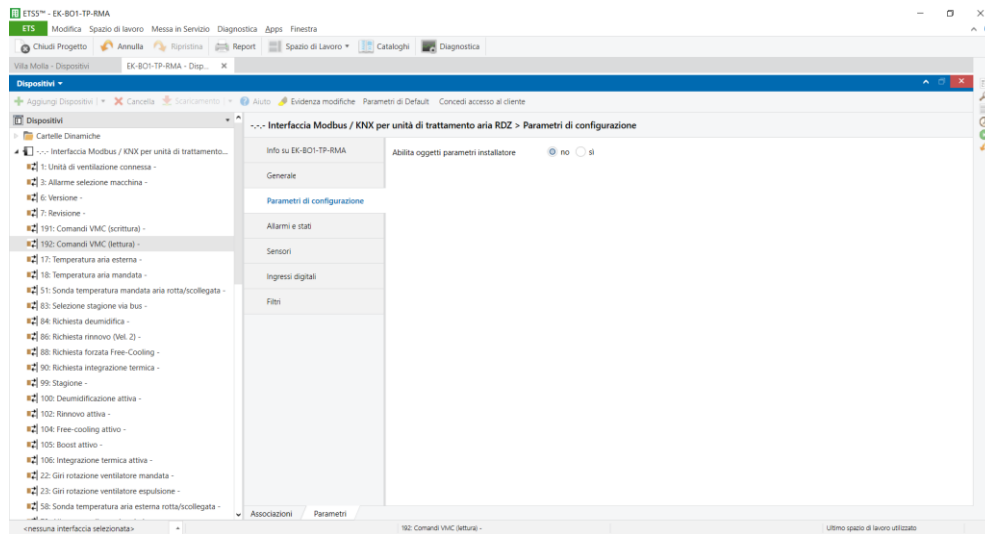 ETS5™ - EK-BO1-TP-RMA
ETS Modifica Spazio di lavoro Messa in Servizio Diagnostica Apps Finestra
Chiudi Progetto Annulla Ripristina Report Spazio di Lavoro Cataloghi Diagnostica
Villa Molla - Dispositivi EK-BO1-TP-RMA - Disp...
Dispositivi
Aggiungi Dispositivi Cancella Scaricamento Aiuto Evidenza modifiche Parametri di Default Concedi accesso al cliente
Dispositivi
Cartelle Dinamiche
-.-.- Interfaccia Modbus / KNX per unità di trattamento...
1: Unità di ventilazione connessa -
3: Allarme selezione macchina -
6: Versione -
7: Revisione -
191: Comandi VMC (scrittura) -
192: Comandi VMC (lettura) -
17: Temperatura aria esterna -
18: Temperatura aria mandata -
51: Sonda temperatura mandata aria rotta/scollegata -
83: Selezione stagione via bus -
84: Richiesta deumidifica -
86: Richiesta rinnovo (Vel. 2) -
88: Richiesta forzata Free-Cooling -
90: Richiesta integrazione termica -
99: Stagione -
100: Deumidificazione attiva -
102: Rinnovo attiva -
104: Free-cooling attivo -
105: Boost attivo -
106: Integrazione termica attiva -
22: Giri rotazione ventilatore mandata -
23: Giri rotazione ventilatore espulsione -
58: Sonda temperatura aria esterna rotta/scollegata -
-.-.- Interfaccia Modbus / KNX per unità di trattamento aria RDZ > Parametri di configurazione
Info su EK-BO1-TP-RMA
Generale
Parametri di configurazione
Allarmi e stati
Sensori
Ingressi digitali
Filtri
Abilita oggetti parametri installatore no sì
Associazioni Parametri
<nessuna interfaccia selezionata> 192: Comandi VMC (lettura) - Ultimo spazio di lavoro utilizzato